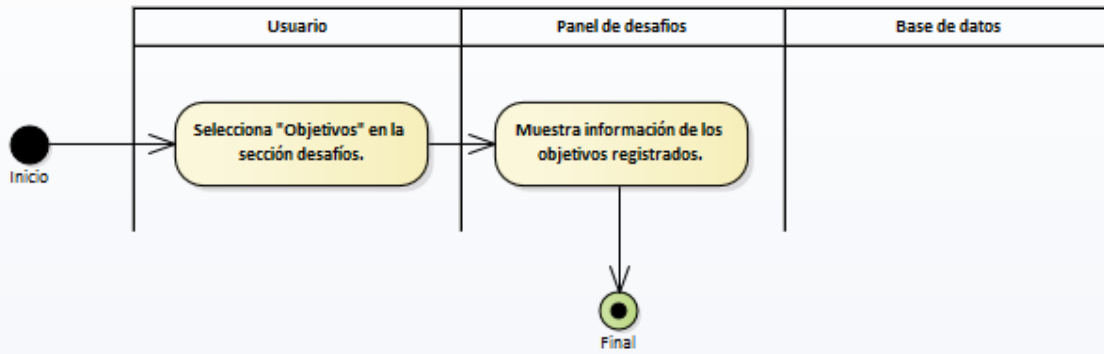 Usuario
Panel de desafios
Base de datos
Selecciona "Objetivos" en la
sección desafíos.
Muestra información de los
objetivos registrados.
Inicio
Final